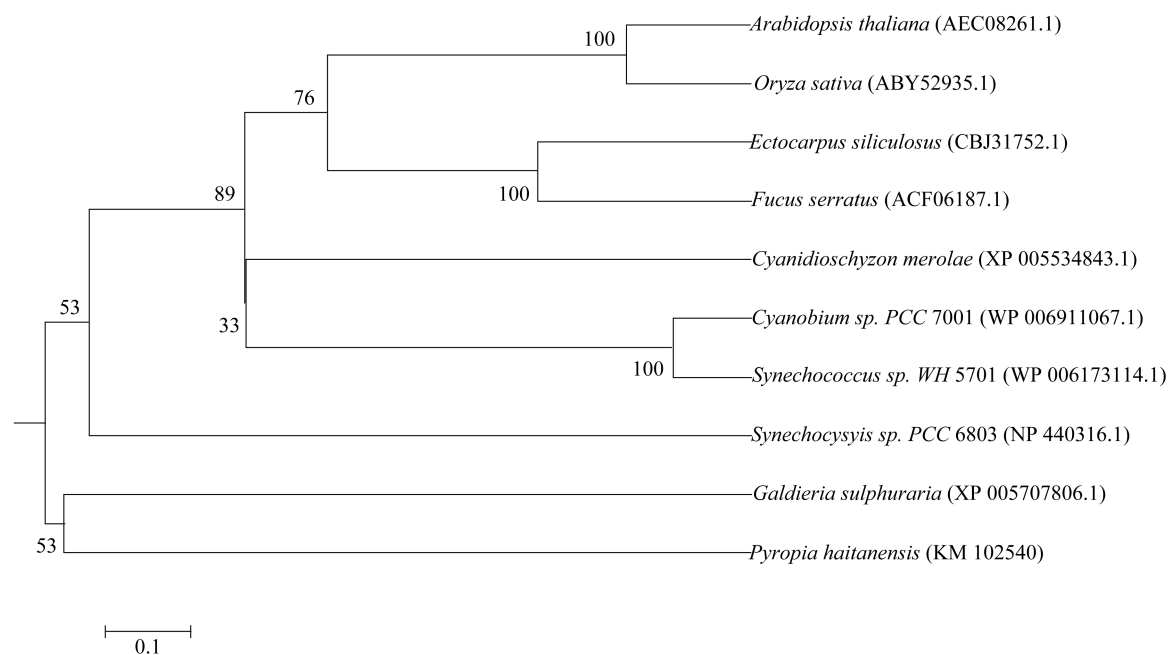 Arabidopsis thaliana (AEC08261.1)
100
Oryza sativa (ABY52935.1)
76
Ectocarpus siliculosus (CBJ31752.1)
100
Fucus serratus (ACF06187.1)
89
Cyanidioschyzon merolae (XP 005534843.1)
53
Cyanobium sp. PCC 7001 (WP 006911067.1)
33
100
Synechococcus sp. WH 5701 (WP 006173114.1)
Synechocysyis sp. PCC 6803 (NP 440316.1)
Galdieria sulphuraria (XP 005707806.1)
53
Pyropia haitanensis (KM 102540)
0.1